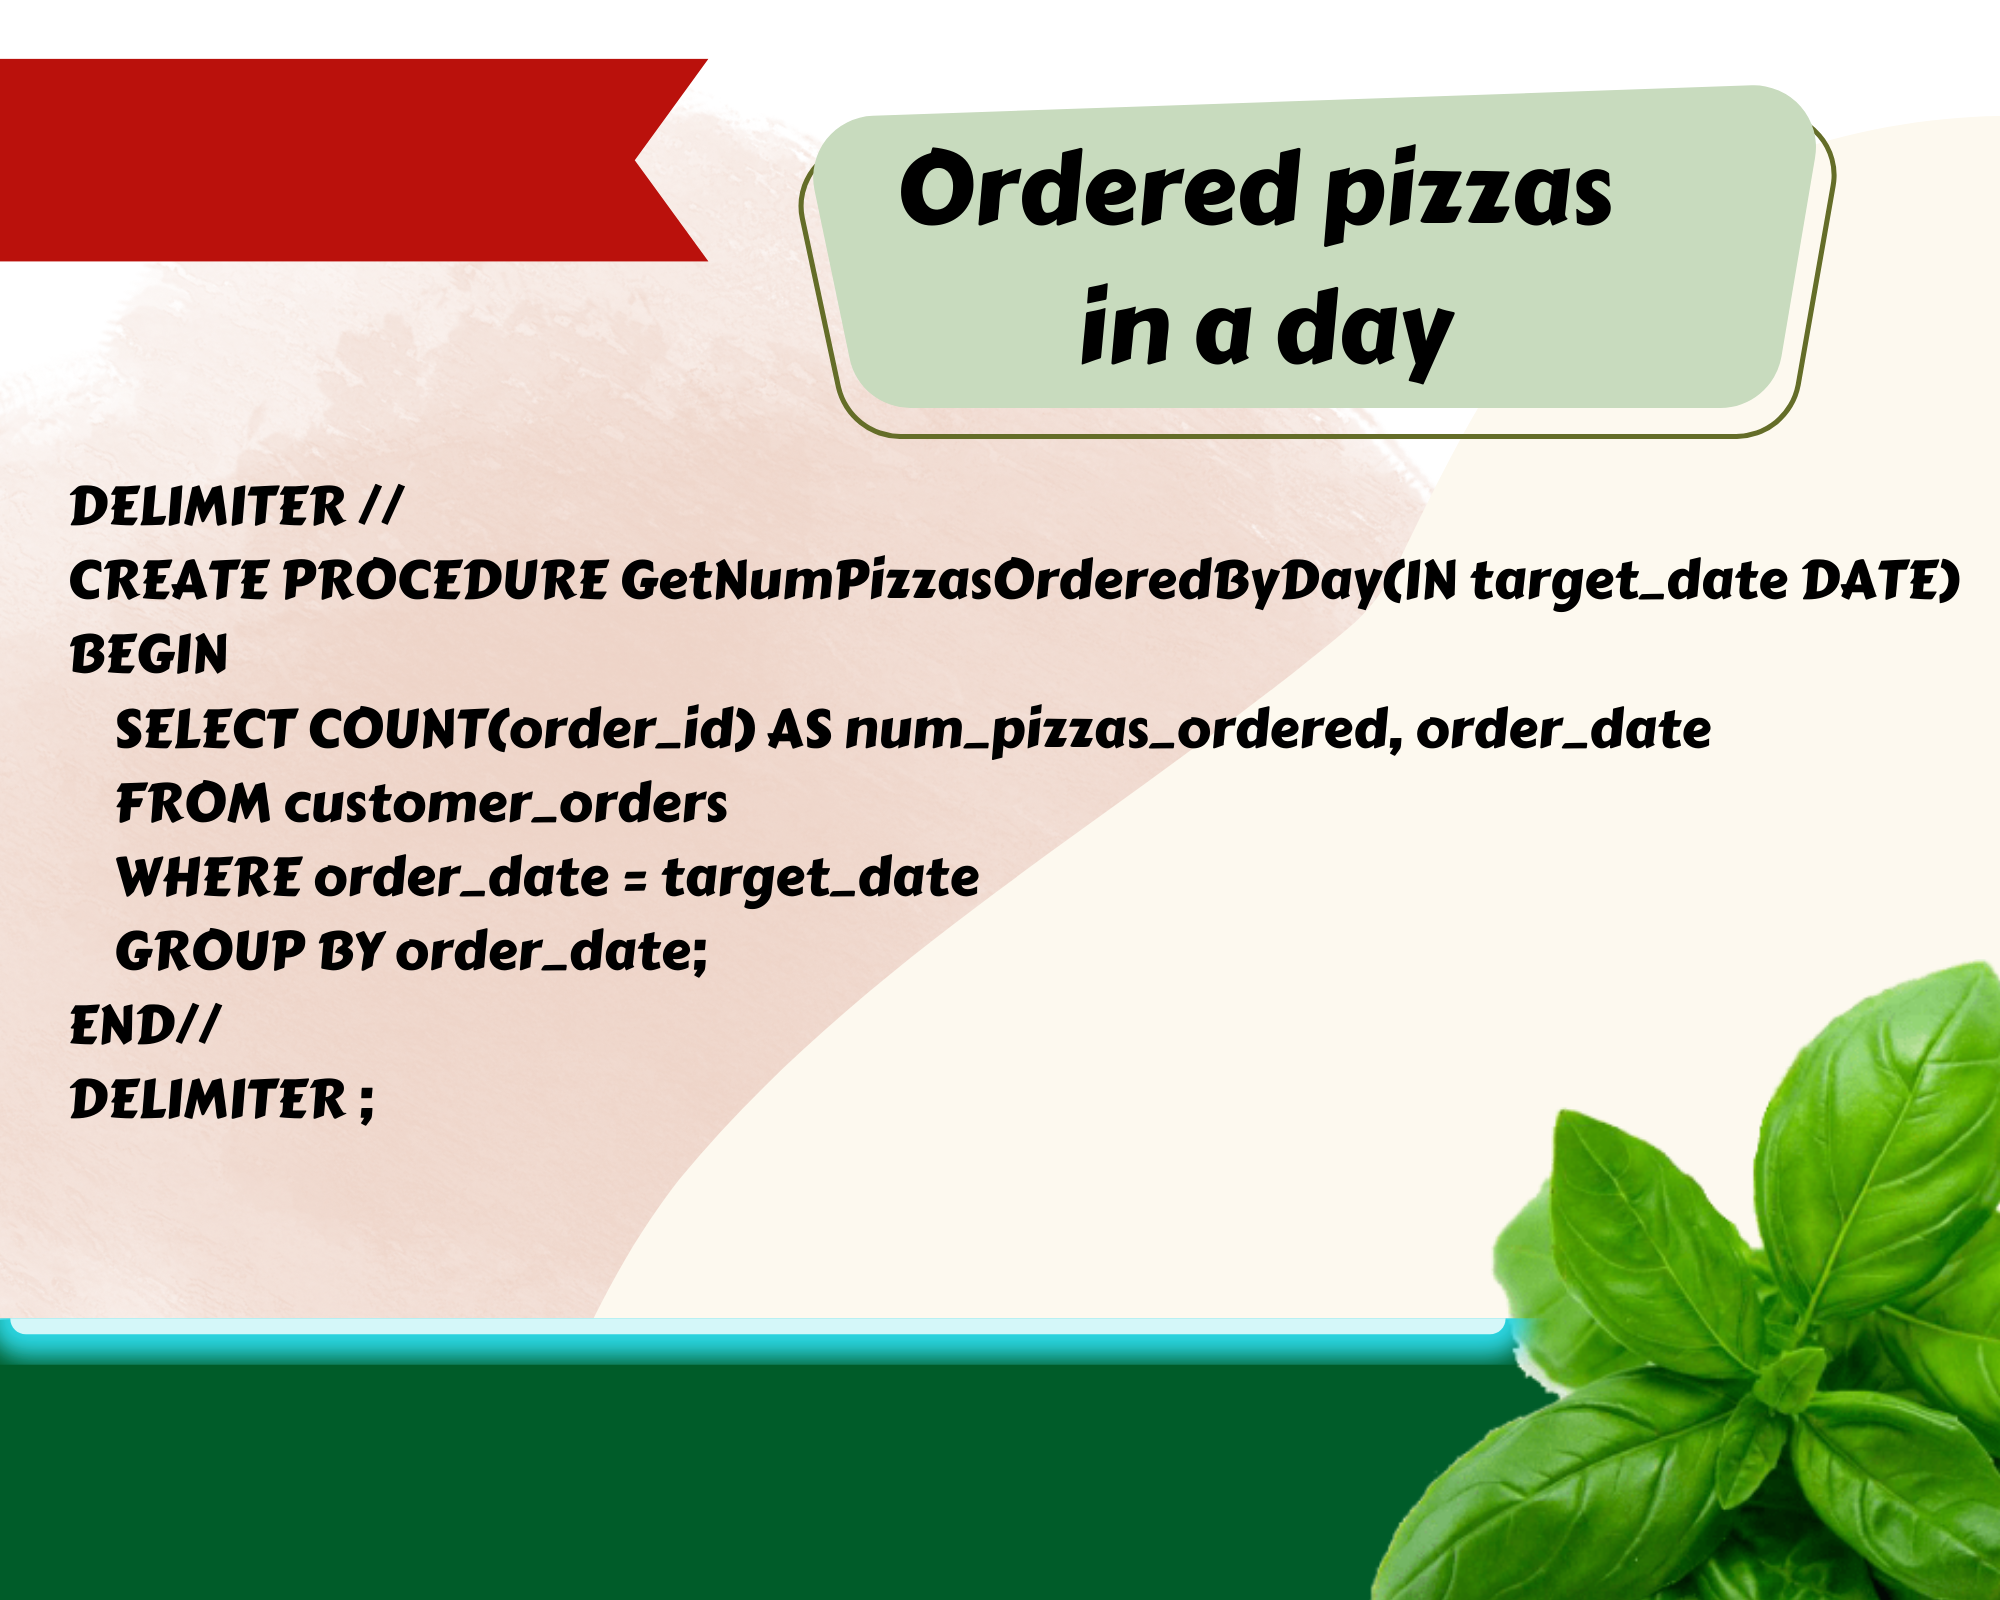 Ordered pizzas
in a day
DELIMITER //
CREATE PROCEDURE GetNumPizzasOrderedByDay(IN target_date DATE)
BEGIN
SELECT COUNT(order_id) AS num_pizzas_ordered, order_date
FROM customer_orders
WHERE order_date = target_date
GROUP BY order_date;
END//
DELIMITER ;